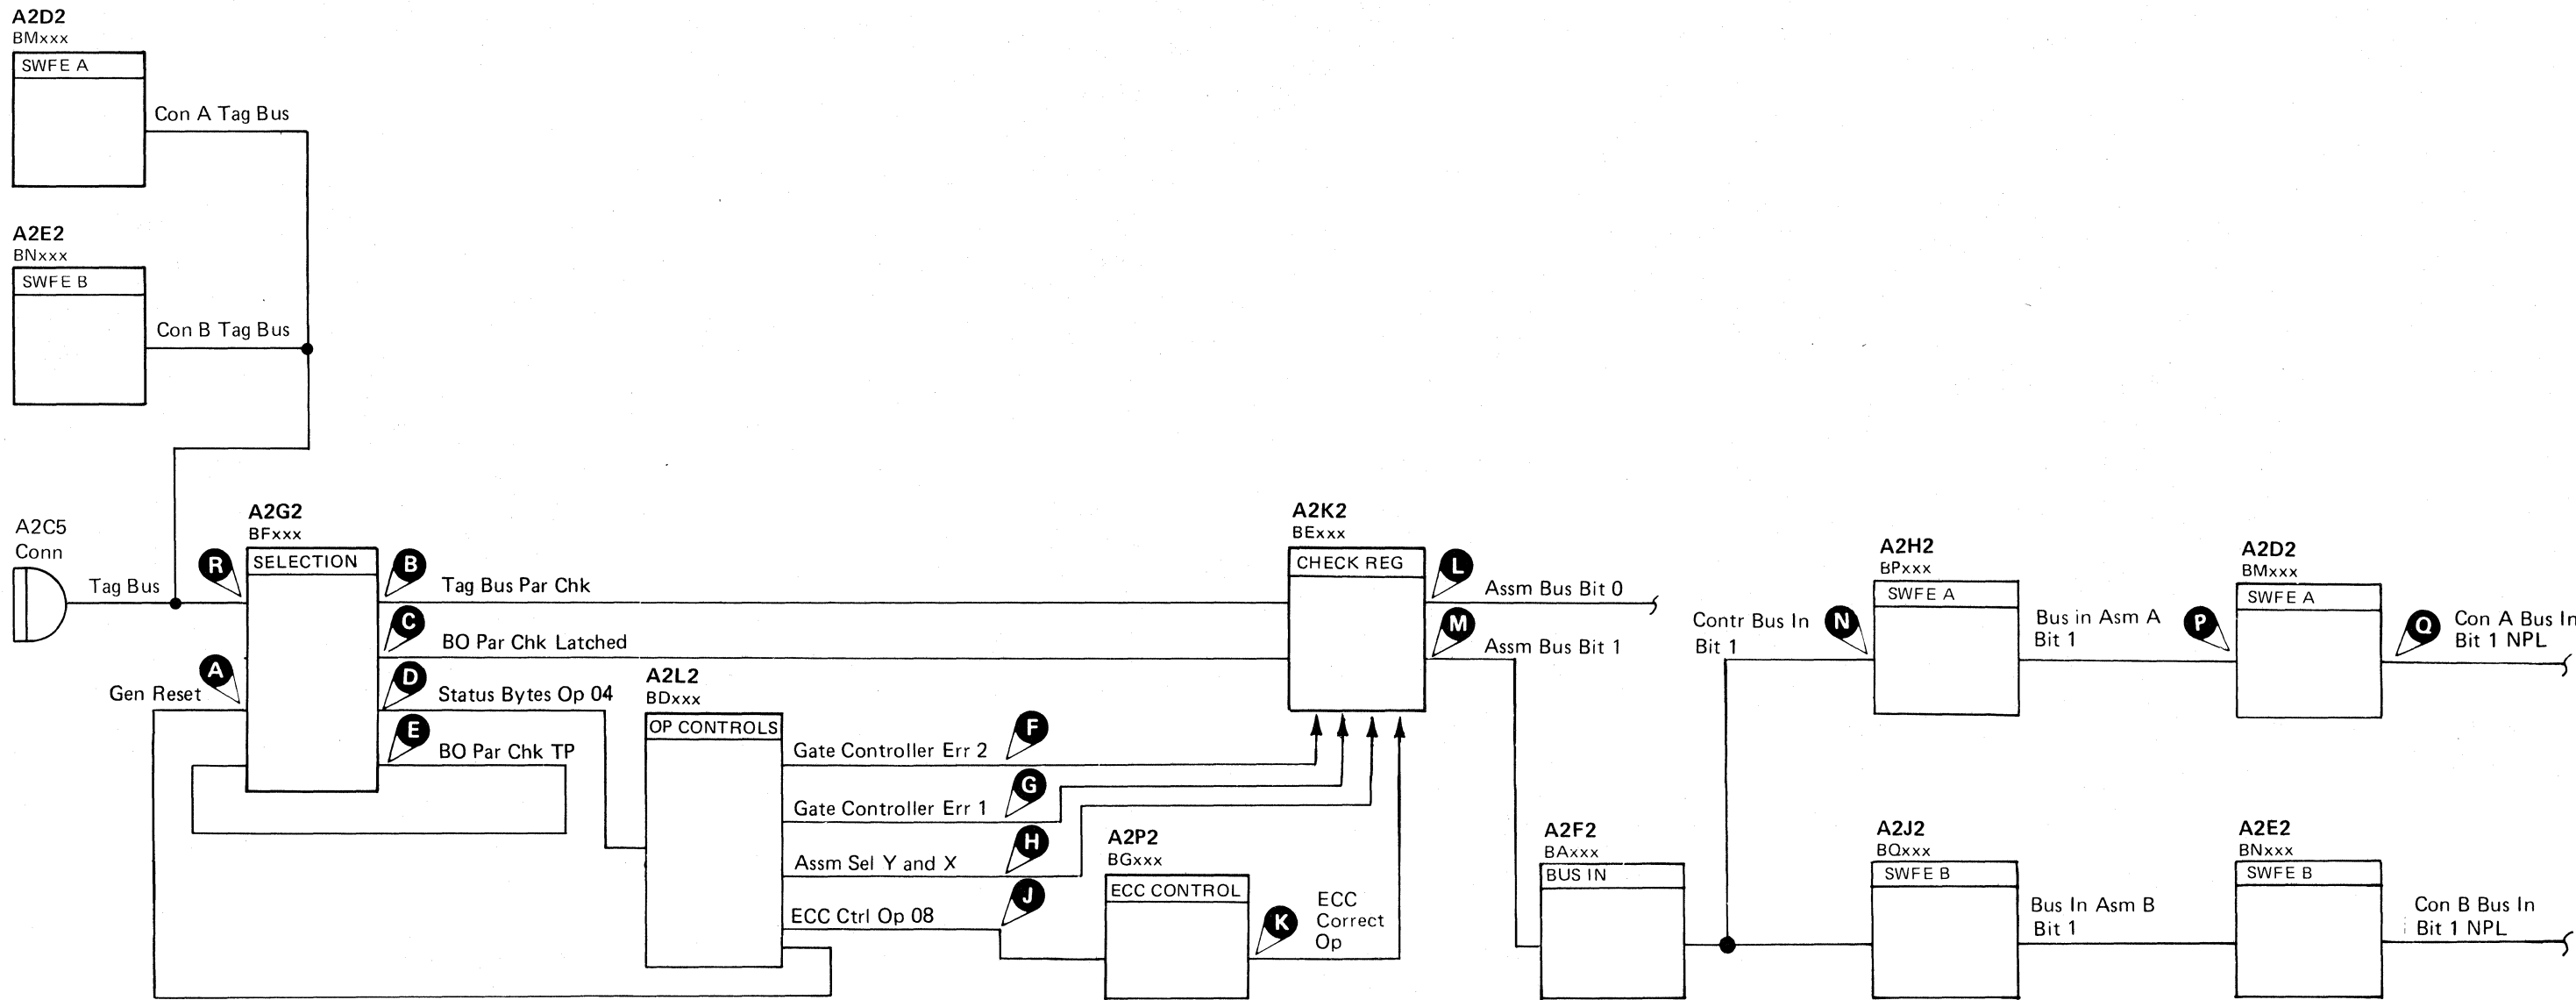 A2D2
BMxxx
SWFE A
Con A Tag Bus
A2E2
BNxxx
SWFE B
Con B Tag Bus
A2C5
Conn
Tag Bus
R
A2G2
BFxxx
SELECTION
A
Gen Reset
B
Tag Bus Par Chk
C
BO Par Chk Latched
D
Status Bytes Op 04
E
BO Par Chk TP
A2L2
BDxxx
OP CONTROLS
Gate Controller Err 2
F
Gate Controller Err 1
G
Assm Sel Y and X
H
ECC Ctrl Op 08
J
A2P2
BGxxx
ECC CONTROL
K
ECC
Correct
Op
A2K2
BExxx
CHECK REG
L
Assm Bus Bit 0
M
Assm Bus Bit 1
A2F2
BAxxx
BUS IN
Contr Bus In
Bit 1
N
A2H2
BPxxx
SWFE A
Bus in Asm A
Bit 1
P
A2D2
BMxxx
SWFE A
Q
Con A Bus In
Bit 1 NPL
A2J2
BQxxx
SWFE B
Bus In Asm B
Bit 1
A2E2
BNxxx
SWFE B
Con B Bus In
Bit 1 NPL